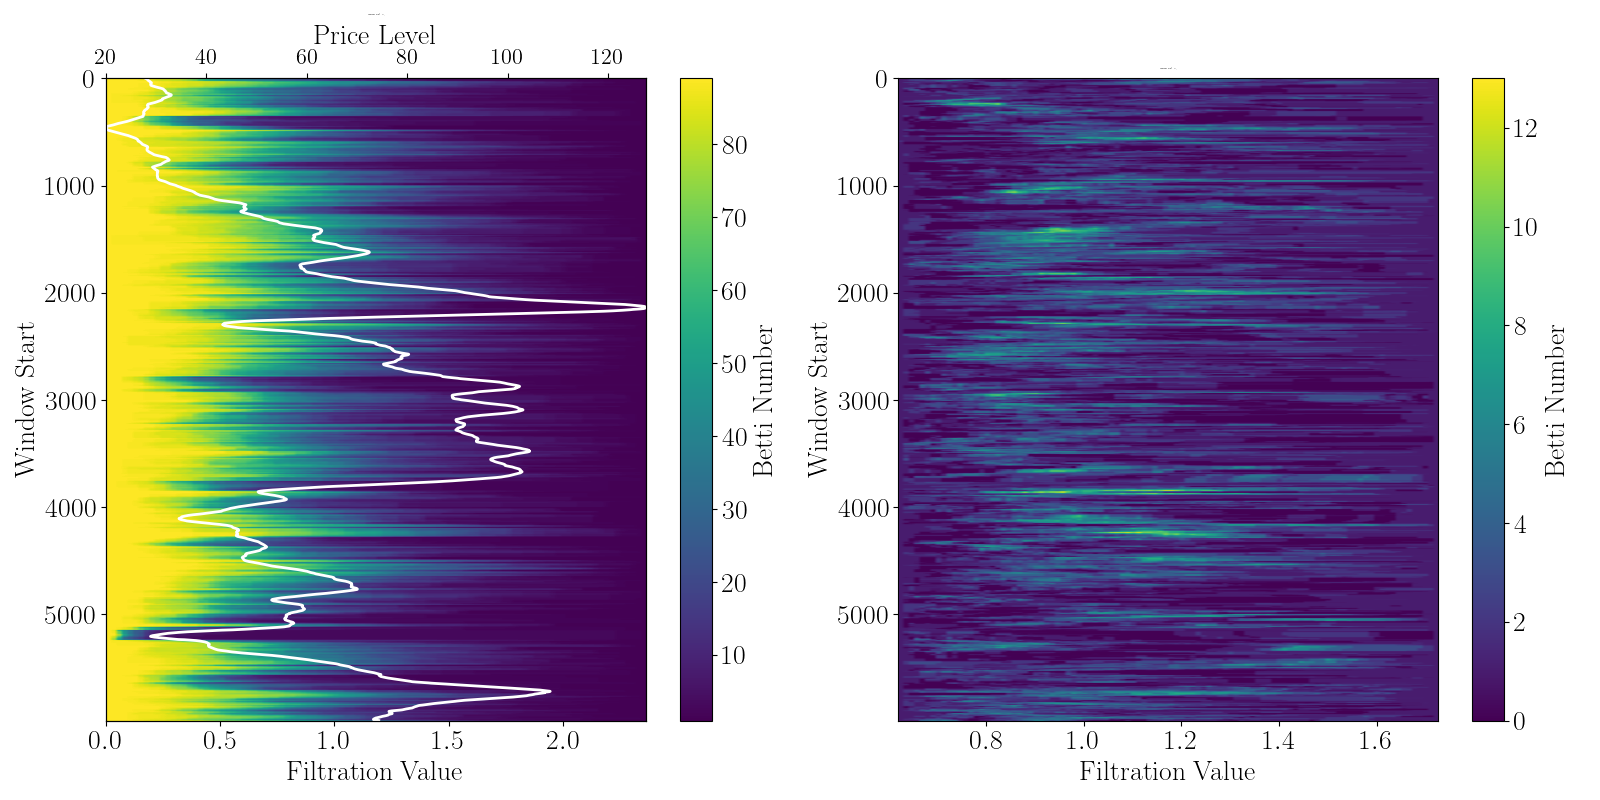 Price Level
20 40 60 80 100 120
0
1000
2000
3000
4000
5000
Window Start
0.0 0.5 1.0 1.5 2.0
Filtration Value
80
70
60
50
40
30
20
10
Betti Number
0
1000
2000
3000
4000
5000
Window Start
0.8 1.0 1.2 1.4 1.6
Filtration Value
12
10
8
6
4
2
0
Betti Number